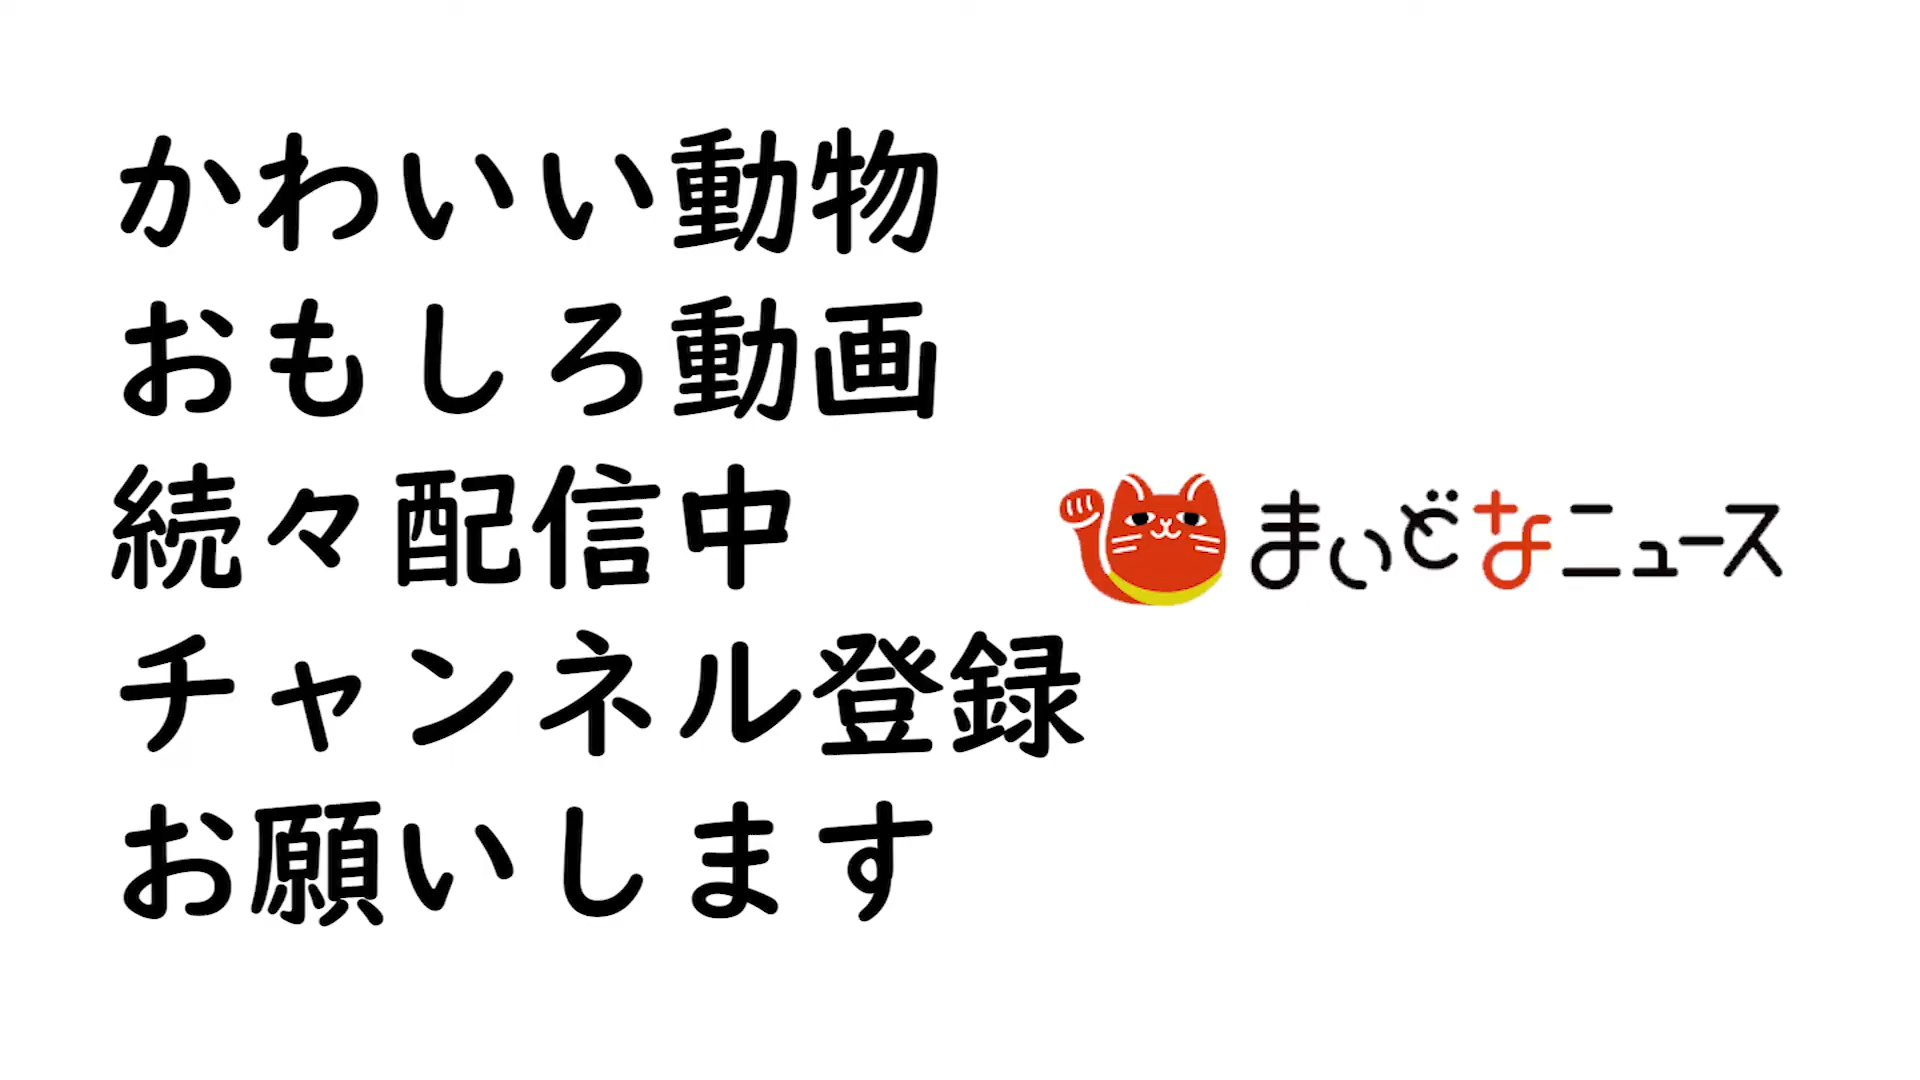 かわいい動物
おもしろ動画
続々配信中
チャンネル登録
お願いします
まいどなニュース